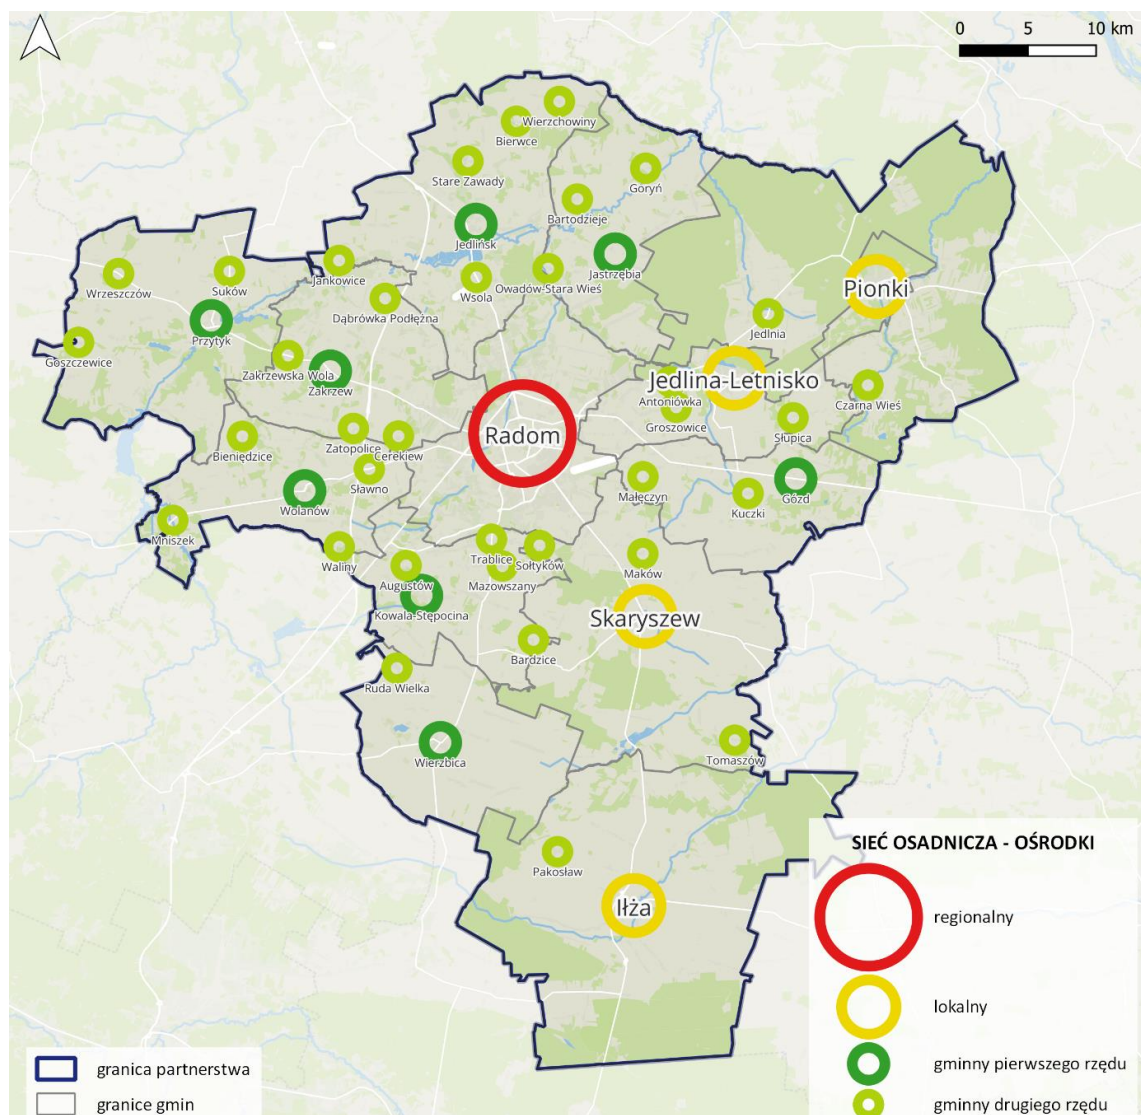 0 5 10 km
Wierzchowiny
Bierwce
Stare Zawady
Goryń
Bartodzieje
Jedlińsk
Jastrzębia
Jankowice
Wrzeszczów
Suków
Wsola
Owadów-Stara Wieś
Pionki
Dąbrówka Podłężna
Jedlnia
Przytyk
Goszczewice
Zakrzewska Wola
Zakrzew
Jedlina-Letnisko
Antoniówka
Czarna Wieś
Groszowice
Radom
Słupica
Zatopolice
Cerekiew
Bieniędzice
Sławno
Małęczyn
Gózd
Kuczki
Wolanów
Mniszek
Waliny
Trablice
Sołtyków
Maków
Augustów
Mazowszany
Kowala-Stępocina
Skaryszew
Bardzice
Ruda Wielka
Wierzbica
Tomaszów
Pakosław
Iłża
SIEĆ OSADNICZA - OŚRODKI
regionalny
lokalny
gminny pierwszego rzędu
gminny drugiego rzędu
granica partnerstwa
granice gmin